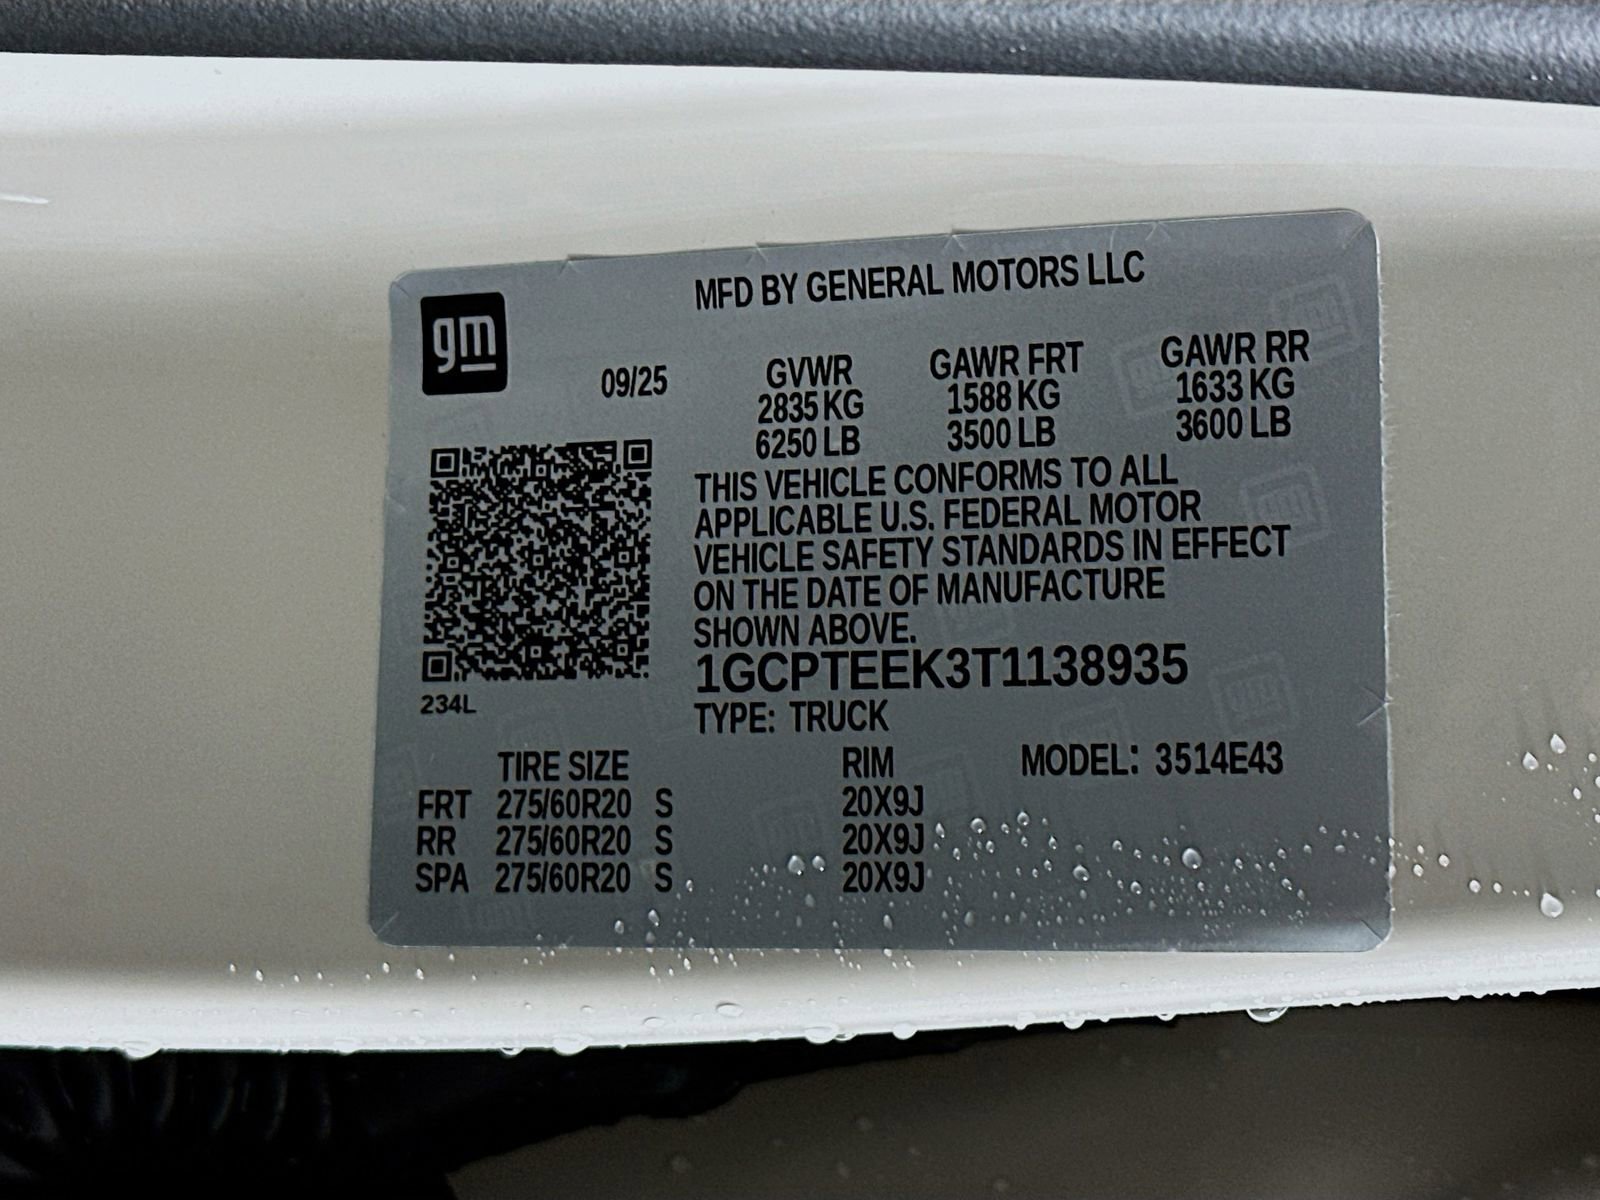 MFD BY GENERAL MOTORS LLC
gm
09/25 GVWR GAWR FRT GAWR RR
2835 KG 1588 KG 1633 KG
6250 LB 3500 LB 3600 LB
THIS VEHICLE CONFORMS TO ALL
APPLICABLE U.S. FEDERAL MOTOR
VEHICLE SAFETY STANDARDS IN EFFECT
ON THE DATE OF MANUFACTURE
SHOWN ABOVE.
1GCPTEEK3T1138935
234L
TYPE: TRUCK
TIRE SIZE RIM MODEL: 3514E43
FRT 275/60R20 S 20X9J
RR 275/60R20 S 20X9J
SPA 275/60R20 S 20X9J